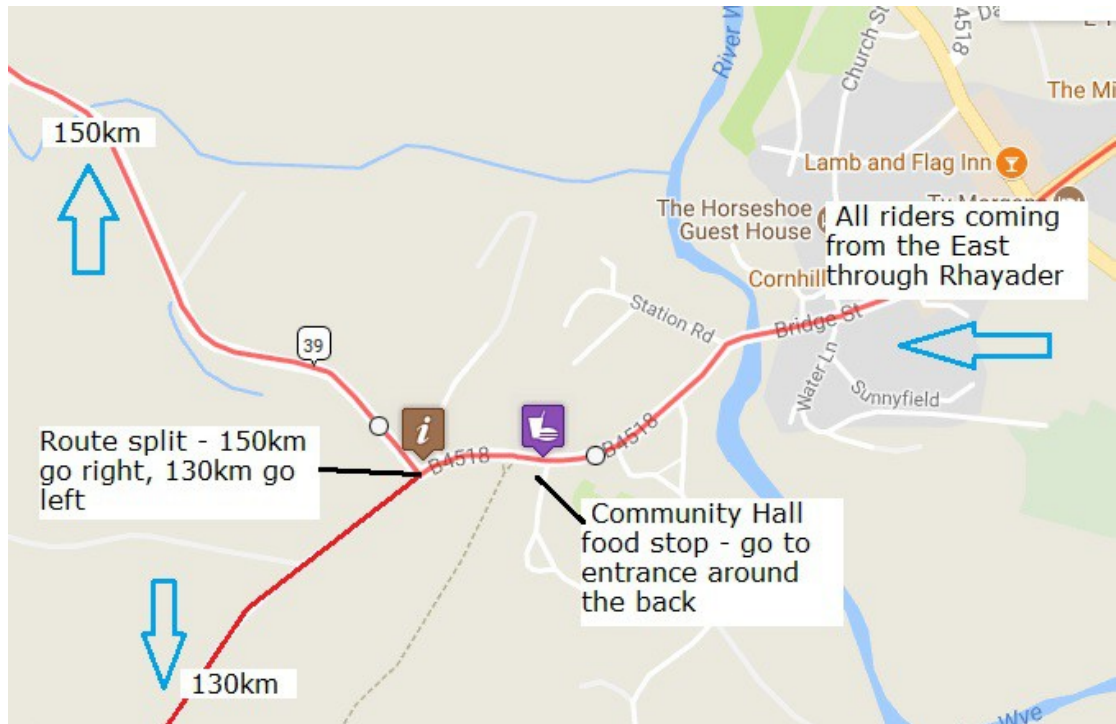 River W
Church St
4518
Da
The Mi
150km
Lamb and Flag Inn
The Horseshoe
Guest House
All riders coming
from the East
through Rhayader
Cornhill
Station Rd
Bridge St
Water Ln
Sunnyfield
39
i
Route split - 150km
go right, 130km go
left
B4518
B4518
Community Hall
food stop - go to
entrance around
the back
130km
Wye